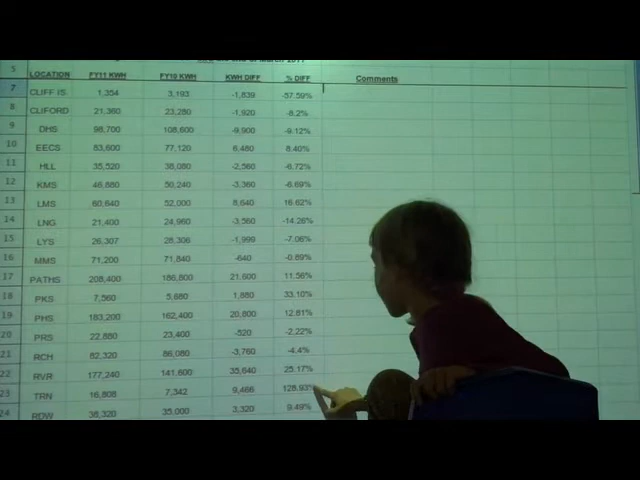 5
LOCATION FY11 KWH FY10 KWH KWH DIFF % DIFF Comments
7 CLIFF IS. 1,354 3,193 -1,839 -57.59%
8 CLIFORD 21,360 23,280 -1,920 -8.2%
9 DHS 98,700 108,600 -9,900 -9.12%
10 EECS 83,600 77,120 6,480 8.40%
11 HLL 35,520 38,080 -2,560 -6.72%
12 KMS 46,880 50,240 -3,360 -6.69%
13 LMS 60,640 52,000 8,640 16.62%
14 LNG 21,400 24,960 -3,560 -14.26%
15 LYS 26,307 28,306 -1,999 -7.06%
16 MMS 71,200 71,840 -640 -0.89%
17 PATHS 208,400 186,800 21,600 11.56%
18 PKS 7,560 5,680 1,880 33.10%
19 PHS 183,200 162,400 20,800 12.81%
20 PRS 22,880 23,400 -520 -2.22%
21 RCH 82,320 86,080 -3,760 -4.4%
22 RVR 177,240 141,600 35,640 25.17%
23 TRN 16,808 7,342 9,466 128.93%
24 RDW 38,320 35,000 3,320 9.49%